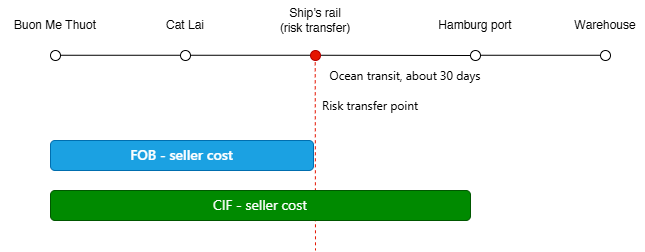 Buon Me Thuot
Cat Lai
Ship's rail
(risk transfer)
Hamburg port
Warehouse
Ocean transit, about 30 days
Risk transfer point
FOB - seller cost
CIF - seller cost